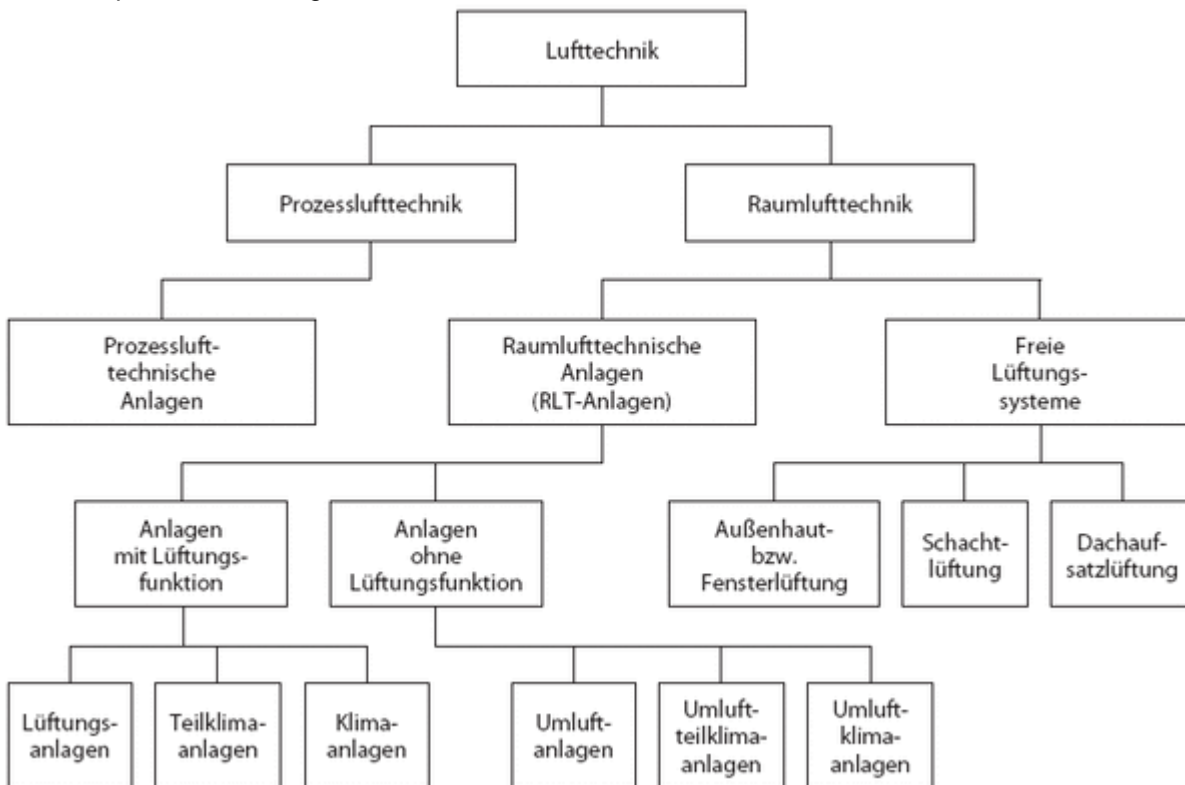 Lufttechnik
Prozesslufttechnik
Raumlufttechnik
Prozessluft-
technische
Anlagen
Raumlufttechnische
Anlagen
(RLT-Anlagen)
Freie
Lüftungs-
systeme
Anlagen
mit Lüftungs-
funktion
Anlagen
ohne
Lüftungsfunktion
Außenhaut-
bzw.
Fensterlüftung
Schacht-
lüftung
Dachauf-
satzlüftung
Lüftungs-
anlagen
Teilklima-
anlagen
Klima-
anlagen
Umluft-
anlagen
Umluft-
teilklima-
anlagen
Umluft-
klima-
anlagen